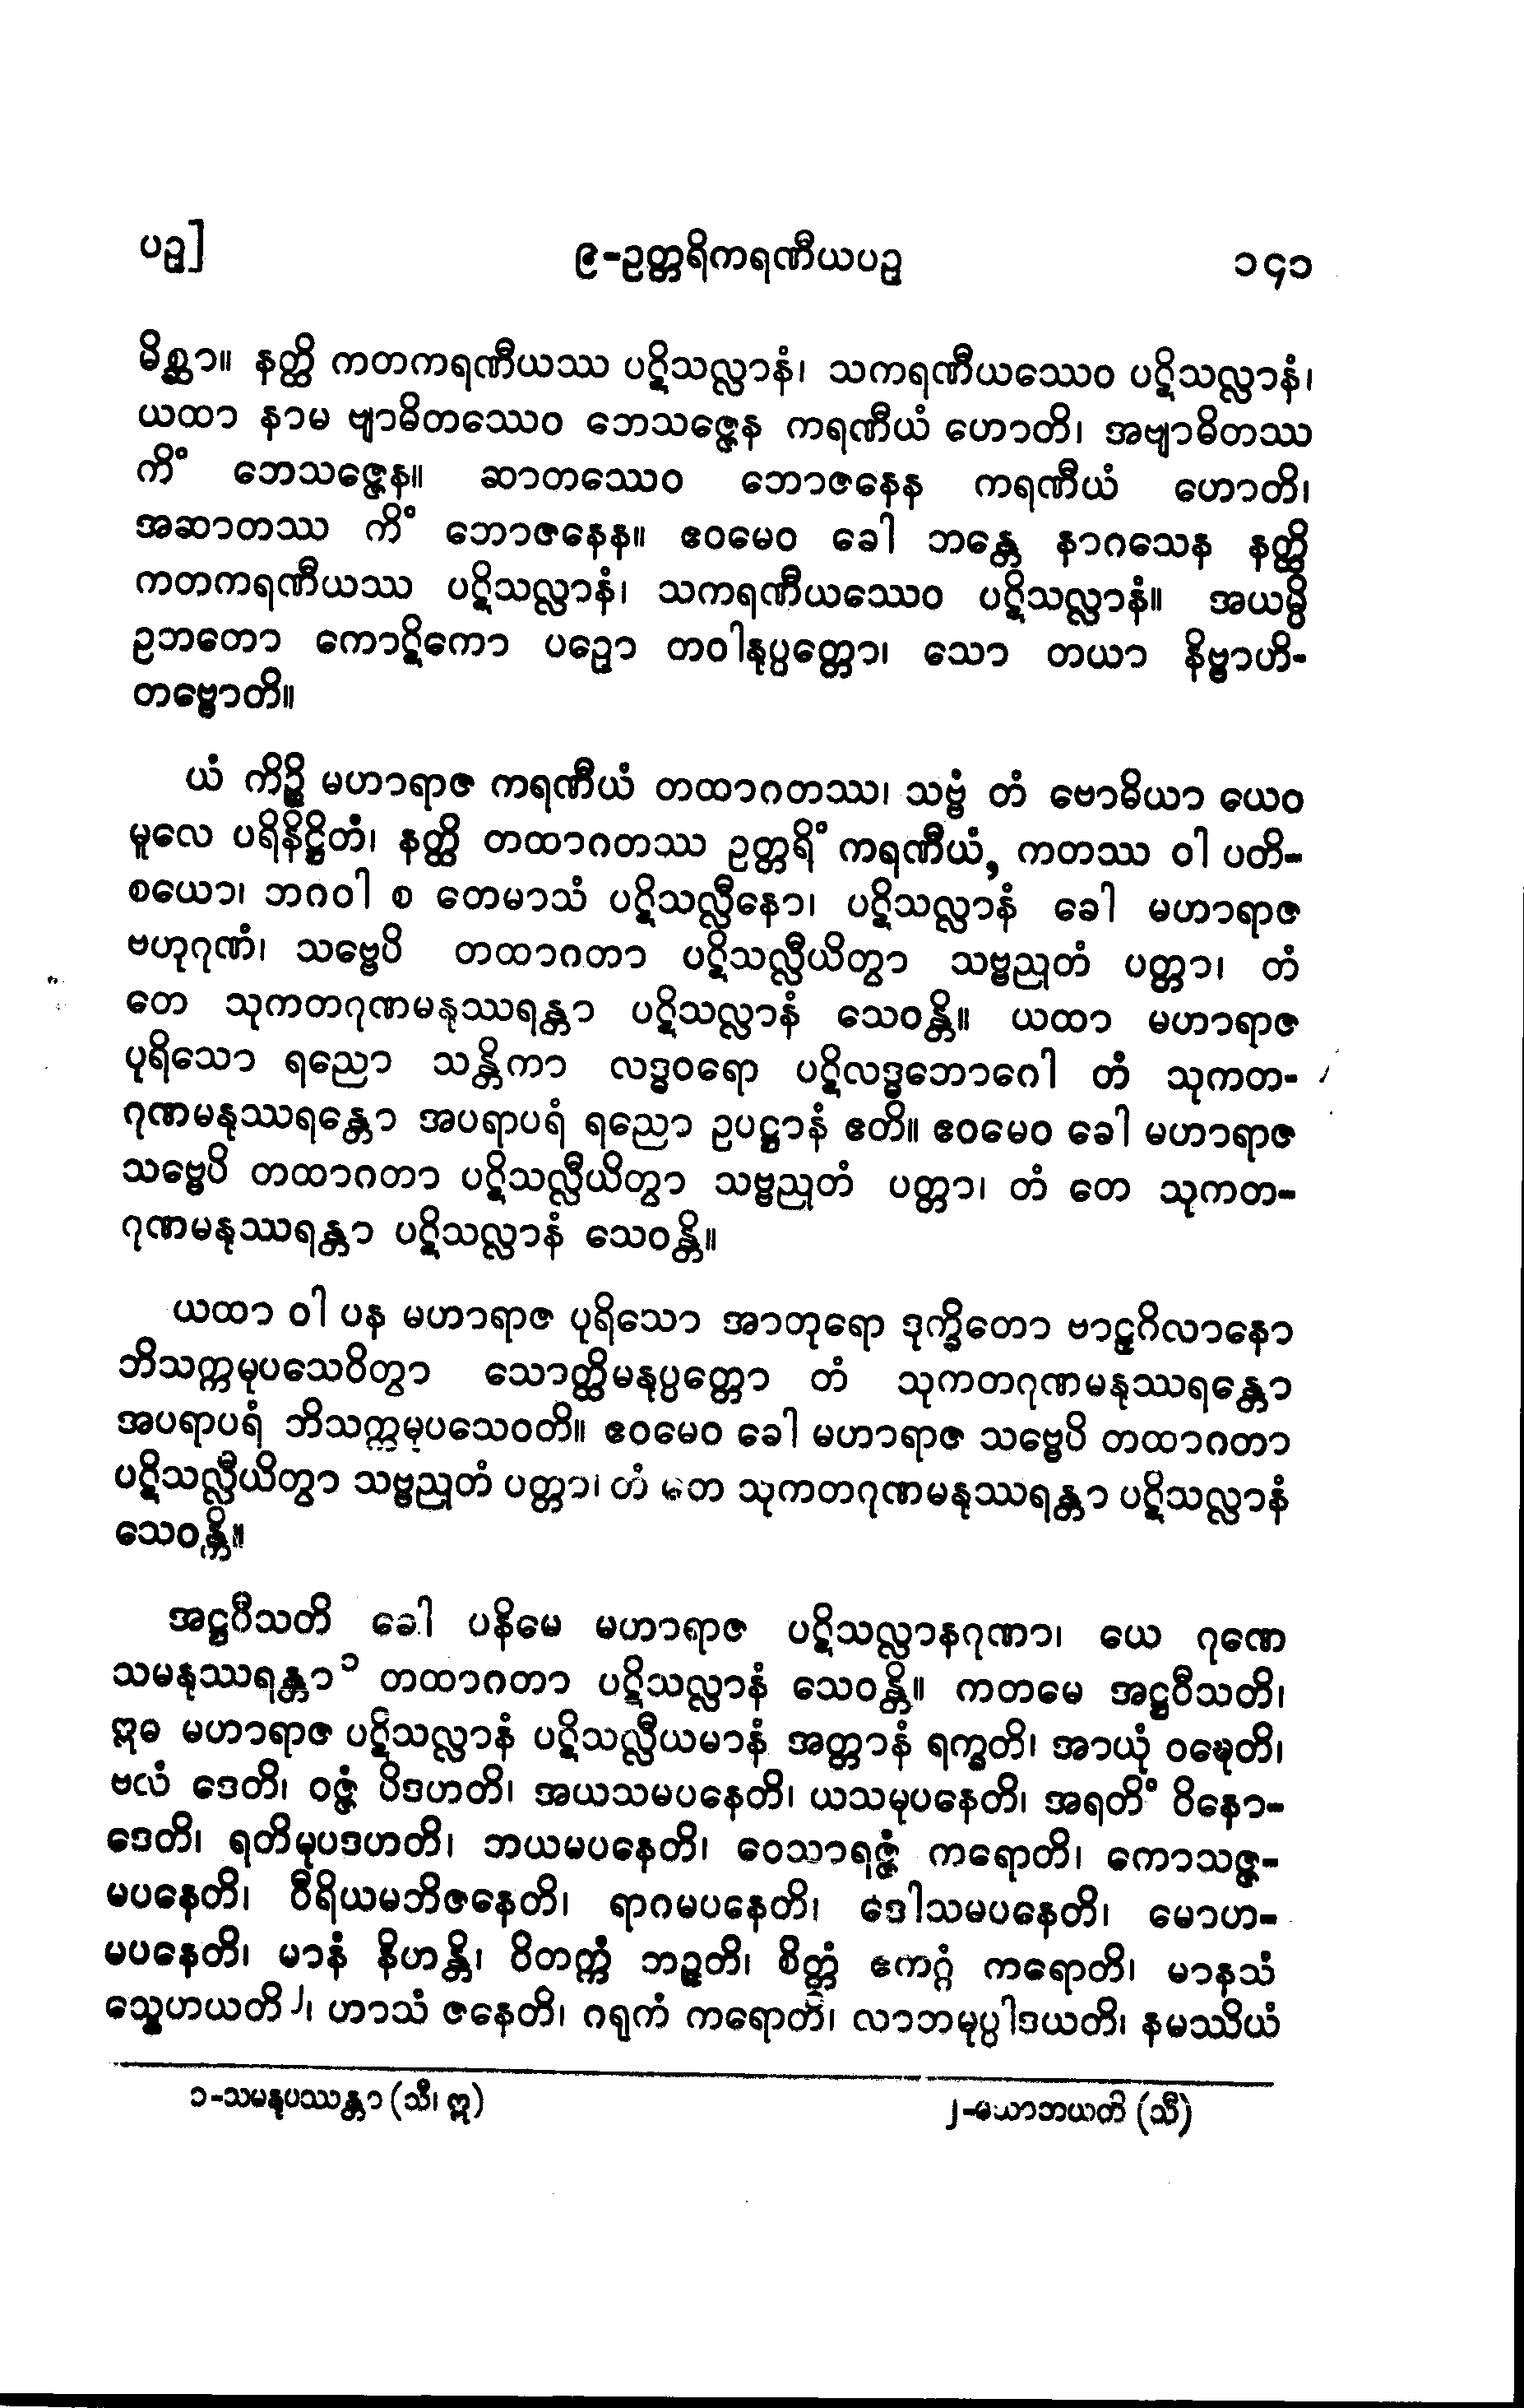 ပဉှ]
၉-ဥတ္တရိကရဏီယပဉှ
၁၄၁
မိစ္ဆာ။ နတ္ထိ ကတကရဏီယဿ ပဋိသလ္လာနံ၊ သကရဏီယဿေဝ ပဋိသလ္လာနံ၊
ယထာ နာမ ဗျာဓိတဿေဝ ဘေသဇ္ဇေန ကရဏီယံ ဟောတိ၊ အဗျာဓိတဿ
ကိံ ဘေသဇ္ဇေန။ ဆာတဿေဝ ဘောဇနေန ကရဏီယံ ဟောတိ၊
အဆာတဿ ကိံ ဘောဇနေန။ ဧဝမေဝ ခေါ ဘန္တေ နာဂသေန နတ္ထိ
ကတကရဏီယဿ ပဋိသလ္လာနံ၊ သကရဏီယဿေဝ ပဋိသလ္လာနံ။ အယမ္ပိ
ဥဘတော ကောဋိကော ပဉှော တဝါနုပ္ပတ္တော၊ သော တယာ နိဗ္ဗာဟိ-
တဗ္ဗောတိ။
ယံ ကိဉ္စိ မဟာရာဇ ကရဏီယံ တထာဂတဿ၊ သဗ္ဗံ တံ ဗောဓိယာ ယေဝ
မူလေ ပရိနိဋ္ဌိတံ၊ နတ္ထိ တထာဂတဿ ဥတ္တရိံ ကရဏီယံ, ကတဿ ဝါ ပတိ-
စယော၊ ဘဂဝါ စ တေမာသံ ပဋိသလ္လီနော၊ ပဋိသလ္လာနံ ခေါ မဟာရာဇ
ဗဟုဂုဏံ၊ သဗ္ဗေပိ တထာဂတာ ပဋိသလ္လီယိတွာ သဗ္ဗညုတံ ပတ္တာ၊ တံ
တေ သုကတဂုဏမနုဿရန္တာ ပဋိသလ္လာနံ သေဝန္တိ။ ယထာ မဟာရာဇ
ပုရိသော ရညော သန္တိကာ လဒ္ဓဝရော ပဋိလဒ္ဓဘောဂေါ တံ သုကတ-
ဂုဏမနုဿရန္တော အပရာပရံ ရညော ဥပဋ္ဌာနံ ဧတိ။ ဧဝမေဝ ခေါ မဟာရာဇ
သဗ္ဗေပိ တထာဂတာ ပဋိသလ္လီယိတွာ သဗ္ဗညုတံ ပတ္တာ၊ တံ တေ သုကတ-
ဂုဏမနုဿရန္တာ ပဋိသလ္လာနံ သေဝန္တိ။
ယထာ ဝါ ပန မဟာရာဇ ပုရိသော အာတုရော ဒုက္ခိတော ဗာဠှဂိလာနော
ဘိသက္ကမုပသေဝိတွာ သောတ္ထိမနုပ္ပတ္တော တံ သုကတဂုဏမနုဿရန္တော
အပရာပရံ ဘိသက္ကမုပသေဝတိ။ ဧဝမေဝ ခေါ မဟာရာဇ သဗ္ဗေပိ တထာဂတာ
ပဋိသလ္လီယိတွာ သဗ္ဗညုတံ ပတ္တာ၊ တံ တေ သုကတဂုဏမနုဿရန္တာ ပဋိသလ္လာနံ
သေဝန္တိ။
အဋ္ဌဝီသတိ ခေါ ပနိမေ မဟာရာဇ ပဋိသလ္လာနဂုဏာ၊ ယေ ဂုဏေ
သမနုဿရန္တာ ၁ တထာဂတာ ပဋိသလ္လာနံ သေဝန္တိ။ ကတမေ အဋ္ဌဝီသတိ၊
ဣဓ မဟာရာဇ ပဋိသလ္လာနံ ပဋိသလ္လီယမာနံ အတ္တာနံ ရက္ခတိ၊ အာယုံ ဝဍ္ဎေတိ၊
ဗလံ ဒေတိ၊ ဝဇ္ဇံ ပိဒဟတိ၊ အယသမပနေတိ၊ ယသမုပနေတိ၊ အရတိံ ဝိနော-
ဒေတိ၊ ရတိမုပဒဟတိ၊ ဘယမပနေတိ၊ ဝေသာရဇ္ဇံ ကရောတိ၊ ကောသဇ္ဇ-
မပနေတိ၊ ဝီရိယမဘိဇနေတိ၊ ရာဂမပနေတိ၊ ဒေါသမပနေတိ၊ မောဟ-
မပနေတိ၊ မာနံ နိဟန္တိ၊ ဝိတက္ကံ ဘဉ္ဇတိ၊ စိတ္တံ ဧကဂ္ဂံ ကရောတိ၊ မာနသံ
သ္နေဟယတိ ၂၊ ဟာသံ ဇနေတိ၊ ဂရုကံ ကရောတိ၊ လာဘမုပ္ပါဒယတိ၊ နမဿိယံ
၁-သမနုပဿန္တာ (သီ၊ ဣ)
၂-သောဘယတိ (သီ)